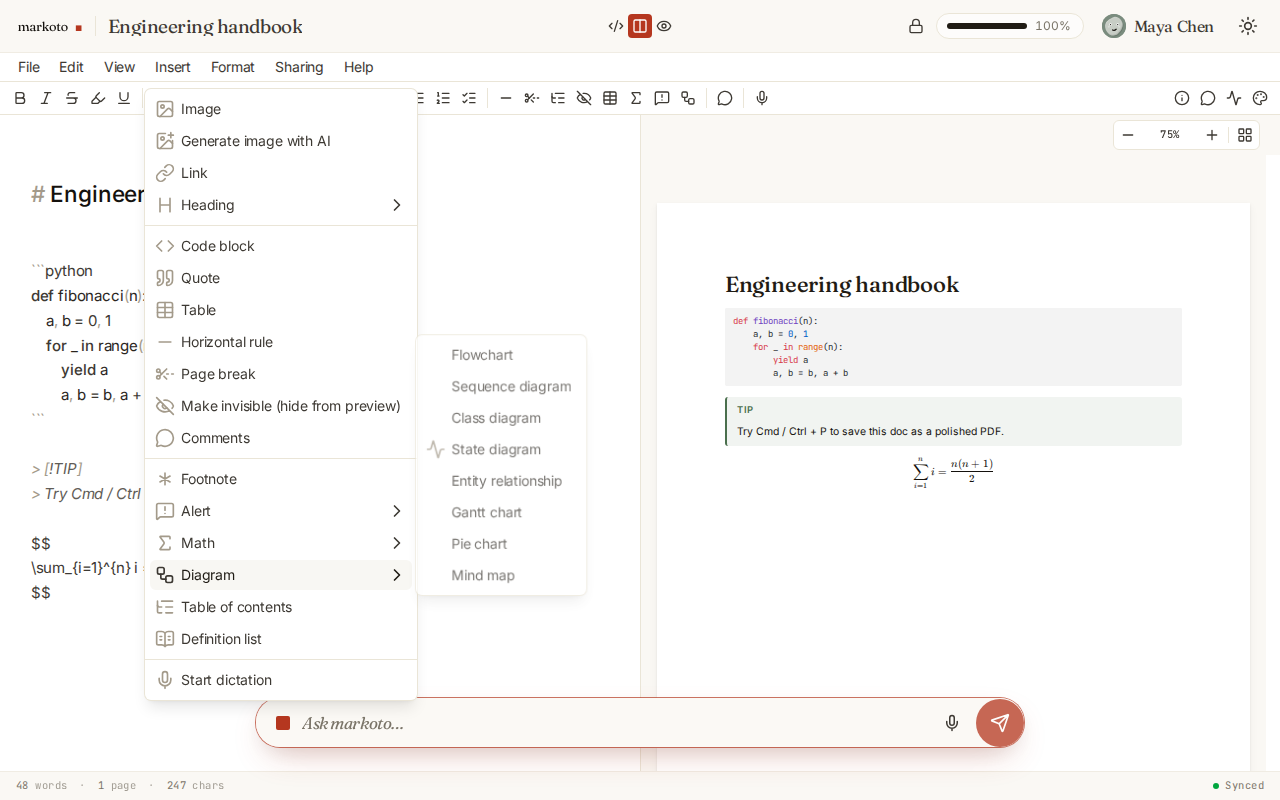 markoto
Engineering handbook
100%
Maya Chen
File Edit View Insert Format Sharing Help
75%
# Engineer
```python
def fibonacci(n):
a, b = 0, 1
for _ in range(
yield a
a, b = b, a +
```
> [!TIP]
> Try Cmd / Ctrl
$$
\sum_{i=1}^{n} i
$$
Image
Generate image with AI
Link
Heading
Code block
Quote
Table
Horizontal rule
Page break
Make invisible (hide from preview)
Comments
Footnote
Alert
Math
Diagram
Table of contents
Definition list
Start dictation
Flowchart
Sequence diagram
Class diagram
State diagram
Entity relationship
Gantt chart
Pie chart
Mind map
Engineering handbook
def fibonacci(n):
a, b = 0, 1
for _ in range(n):
yield a
a, b = b, a + b
TIP
Try Cmd / Ctrl + P to save this doc as a polished PDF.
∑_{i=1}^{n} i = n(n + 1)/2
Ask markoto...
48 words · 1 page · 247 chars
Synced